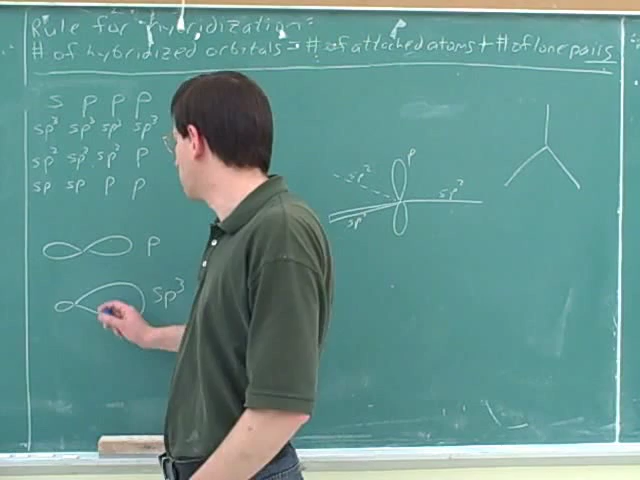 Rule for hybridization:
# of hybridized orbitals = # of attached atoms + # of lone pairs
s p p p
sp³ sp³ sp³ sp³
sp² sp² sp² p
sp sp p p
p
sp³
p
sp²
sp²
sp²